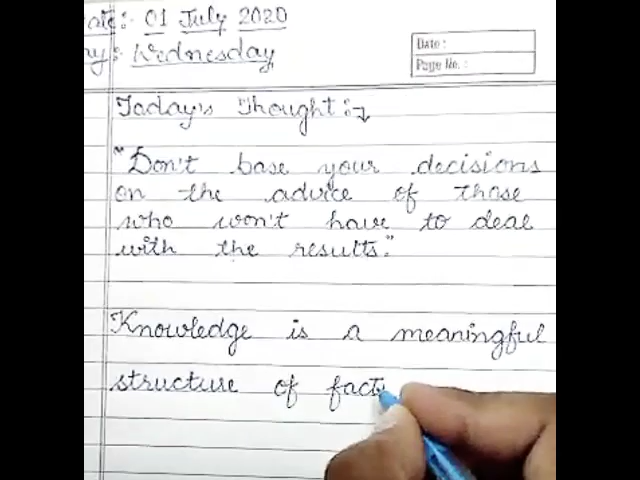 ate:- 01 July 2020
ay: Wednesday
Date:
Page No.:
Today's Thought:-
"Don't base your decisions
on the advice of those
who won't have to deal
with the results."
Knowledge is a meaningful
structure of fact